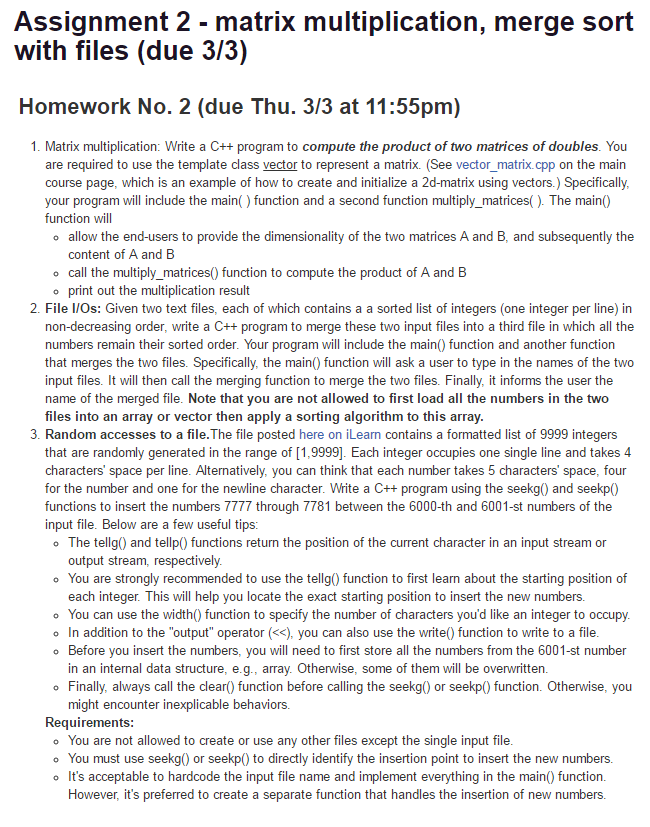 Assignment 2 - matrix multiplication, merge sort
with files (due 3/3)
Homework No. 2 (due Thu. 3/3 at 11:55pm)
1. Matrix multiplication: Write a C++ program to compute the product of two matrices of doubles. You
are required to use the template class vector to represent a matrix. (See vector_matrix.cpp on the main
course page, which is an example of how to create and initialize a 2d-matrix using vectors.) Specifically,
your program will include the main( ) function and a second function multiply_matrices( ). The main()
function will
◦ allow the end-users to provide the dimensionality of the two matrices A and B, and subsequently the
content of A and B
◦ call the multiply_matrices() function to compute the product of A and B
◦ print out the multiplication result
2. File I/Os: Given two text files, each of which contains a a sorted list of integers (one integer per line) in
non-decreasing order, write a C++ program to merge these two input files into a third file in which all the
numbers remain their sorted order. Your program will include the main() function and another function
that merges the two files. Specifically, the main() function will ask a user to type in the names of the two
input files. It will then call the merging function to merge the two files. Finally, it informs the user the
name of the merged file. Note that you are not allowed to first load all the numbers in the two
files into an array or vector then apply a sorting algorithm to this array.
3. Random accesses to a file.The file posted here on iLearn contains a formatted list of 9999 integers
that are randomly generated in the range of [1,9999]. Each integer occupies one single line and takes 4
characters' space per line. Alternatively, you can think that each number takes 5 characters' space, four
for the number and one for the newline character. Write a C++ program using the seekg() and seekp()
functions to insert the numbers 7777 through 7781 between the 6000-th and 6001-st numbers of the
input file. Below are a few useful tips:
◦ The tellg() and tellp() functions return the position of the current character in an input stream or
output stream, respectively.
◦ You are strongly recommended to use the tellg() function to first learn about the starting position of
each integer. This will help you locate the exact starting position to insert the new numbers.
◦ You can use the width() function to specify the number of characters you'd like an integer to occupy.
◦ In addition to the "output" operator (<<), you can also use the write() function to write to a file.
◦ Before you insert the numbers, you will need to first store all the numbers from the 6001-st number
in an internal data structure, e.g., array. Otherwise, some of them will be overwritten.
◦ Finally, always call the clear() function before calling the seekg() or seekp() function. Otherwise, you
might encounter inexplicable behaviors.
Requirements:
◦ You are not allowed to create or use any other files except the single input file.
◦ You must use seekg() or seekp() to directly identify the insertion point to insert the new numbers.
◦ It's acceptable to hardcode the input file name and implement everything in the main() function.
However, it's preferred to create a separate function that handles the insertion of new numbers.